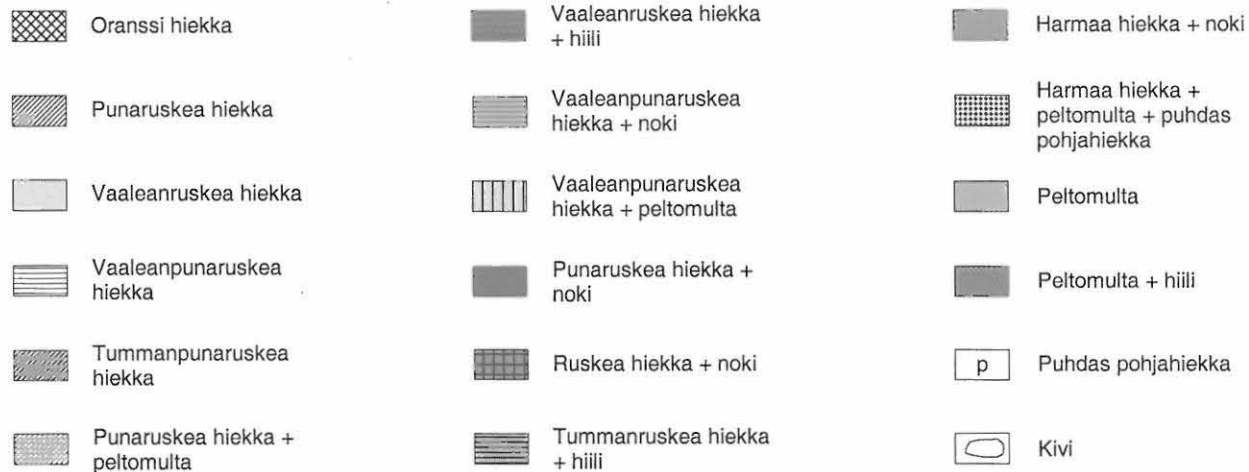 Oranssi hiekka
Punaruskea hiekka
Vaaleanruskea hiekka
Vaaleanpunaruskea
hiekka
Tummanpunaruskea
hiekka
Punaruskea hiekka +
peltomulta
Vaaleanruskea hiekka
+ hiili
Vaaleanpunaruskea
hiekka + noki
Vaaleanpunaruskea
hiekka + peltomulta
Punaruskea hiekka +
noki
Ruskea hiekka + noki
Tummanruskea hiekka
+ hiili
Harmaa hiekka + noki
Harmaa hiekka +
peltomulta + puhdas
pohjahiekka
Peltomulta
Peltomulta + hiili
p Puhdas pohjahiekka
Kivi